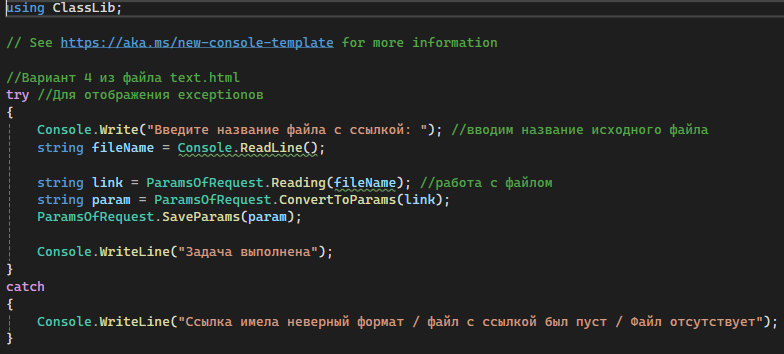 using ClassLib;
// See https://aka.ms/new-console-template for more information
//Вариант 4 из файла text.html
try //Для отображения exceptionов
{
Console.Write("Введите название файла с ссылкой: "); //вводим название исходного файла
string fileName = Console.ReadLine();
string link = ParamsOfRequest.Reading(fileName); //работа с файлом
string param = ParamsOfRequest.ConvertToParams(link);
ParamsOfRequest.SaveParams(param);
Console.WriteLine("Задача выполнена");
}
catch
{
Console.WriteLine("Ссылка имела неверный формат / файл с ссылкой был пуст / Файл отсутствует");
}